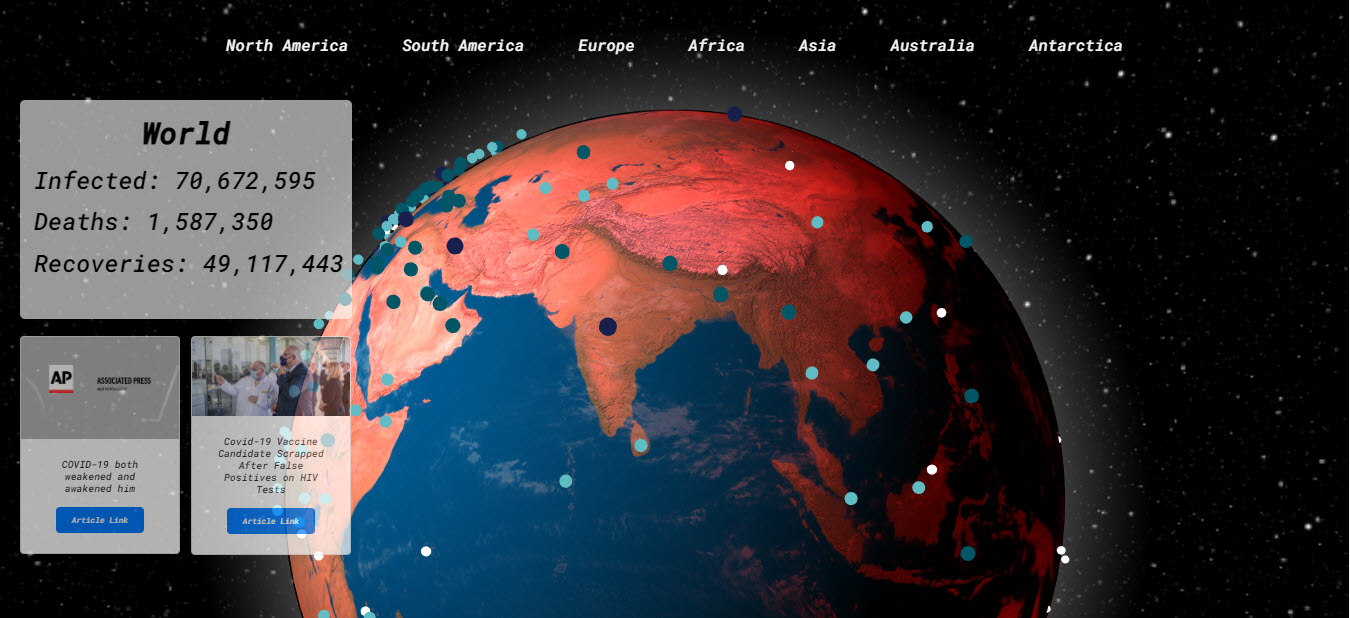 North America South America Europe Africa Asia Australia Antarctica
World
Infected: 70,672,595
Deaths: 1,587,350
Recoveries: 49,117,443
AP
ASSOCIATED PRESS
COVID-19 both
weakened and
awakened him
Article Link
Covid-19 Vaccine
Candidate Scrapped
After False
Positives on HIV
Tests
Article Link